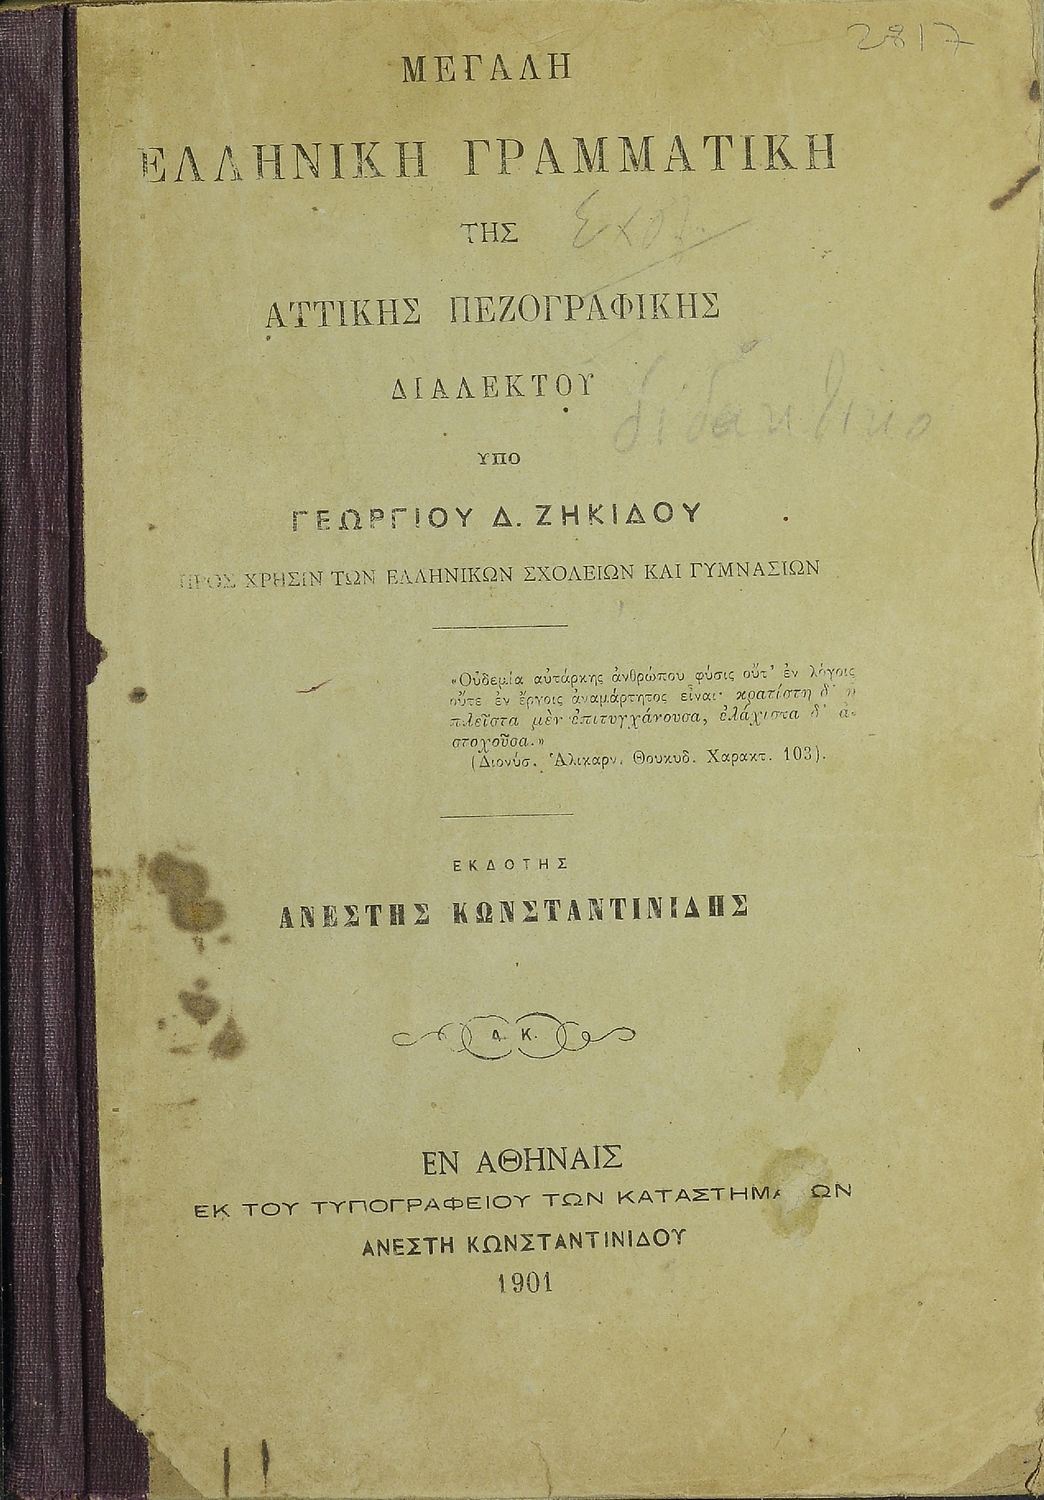 2817
ΜΕΓΑΛΗ
ΕΛΛΗΝΙΚΗ ΓΡΑΜΜΑΤΙΚΗ
ΤΗΣ
ΑΤΤΙΚΗΣ ΠΕΖΟΓΡΑΦΙΚΗΣ
ΔΙΑΛΕΚΤΟΥ
διδακτικό
ΥΠΟ
ΓΕΩΡΓΙΟΥ Δ. ΖΗΚΙΔΟΥ
ΠΡΟΣ ΧΡΗΣΙΝ ΤΩΝ ΕΛΛΗΝΙΚΩΝ ΣΧΟΛΕΙΩΝ ΚΑΙ ΓΥΜΝΑΣΙΩΝ
«Οὐδεμία αὐτάρκης ἀνθρώπου φύσις οὔτ' ἐν λόγοις
οὔτε ἐν ἔργοις ἀναμάρτητος εἶναι· κρατίστη δ' ἡ
πλεῖστα μὲν ἐπιτυγχάνουσα, ἐλάχιστα δ' ἀ-
στοχοῦσα.»
(Διονύσ. Ἁλικαρν. Θουκυδ. Χαρακτ. 103).
ΕΚΔΟΤΗΣ
ΑΝΕΣΤΗΣ ΚΩΝΣΤΑΝΤΙΝΙΔΗΣ
Α. Κ.
ΕΝ ΑΘΗΝΑΙΣ
ΕΚ ΤΟΥ ΤΥΠΟΓΡΑΦΕΙΟΥ ΤΩΝ ΚΑΤΑΣΤΗΜΑ ΩΝ
ΑΝΕΣΤΗ ΚΩΝΣΤΑΝΤΙΝΙΔΟΥ
1901